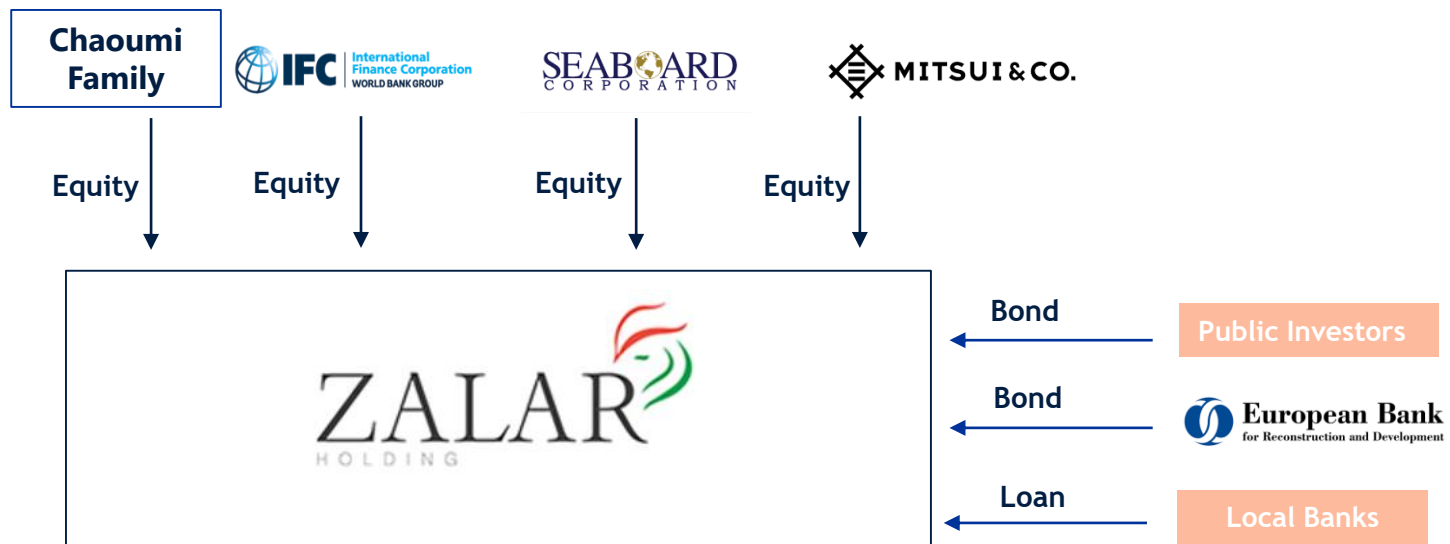 Chaoumi
Family
IFC
International
Finance Corporation
WORLD BANK GROUP
SEABOARD
CORPORATION
MITSUI & CO.
Equity
Equity
Equity
Equity
ZALAR
HOLDING
Bond
Public Investors
Bond
European Bank
for Reconstruction and Development
Loan
Local Banks